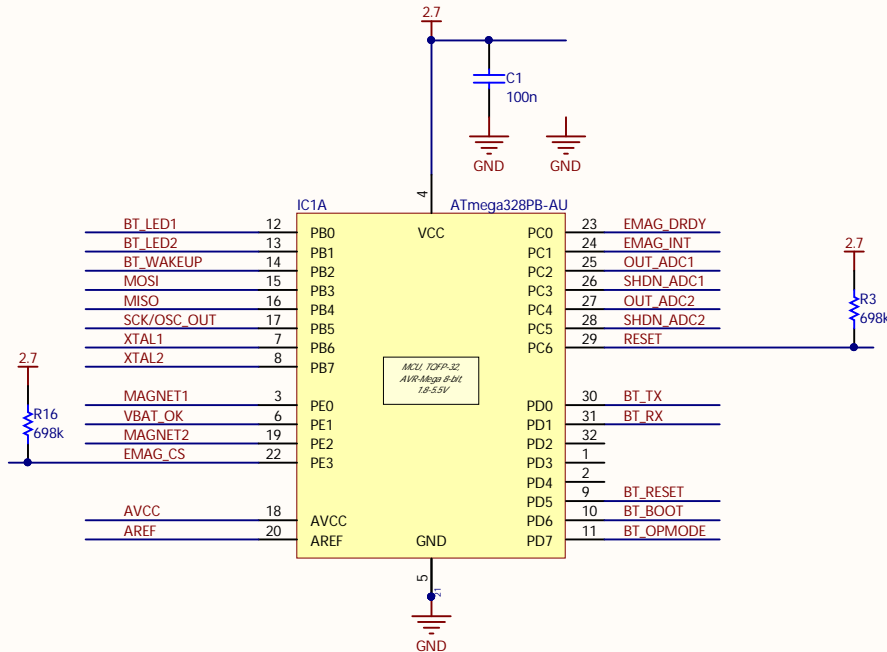 2.7
C1
100n
GND
GND
IC1A
ATmega328PB-AU
4
VCC
BT_LED1 12 PB0
BT_LED2 13 PB1
BT_WAKEUP 14 PB2
MOSI 15 PB3
MISO 16 PB4
SCK/OSC_OUT 17 PB5
XTAL1 7 PB6
XTAL2 8 PB7
MAGNET1 3 PE0
VBAT_OK 6 PE1
MAGNET2 19 PE2
EMAG_CS 22 PE3
AVCC 18 AVCC
AREF 20 AREF
2.7
R16
698k
MCU, TQFP-32,
AVR-Mega 8-bit,
1.8-5.5V
PC0 23 EMAG_DRDY
PC1 24 EMAG_INT
PC2 25 OUT_ADC1
PC3 26 SHDN_ADC1
PC4 27 OUT_ADC2
PC5 28 SHDN_ADC2
PC6 29 RESET
PD0 30 BT_TX
PD1 31 BT_RX
PD2 32
PD3 1
PD4 2
PD5 9 BT_RESET
PD6 10 BT_BOOT
PD7 11 BT_OPMODE
2.7
R3
698k
GND
5
21
GND